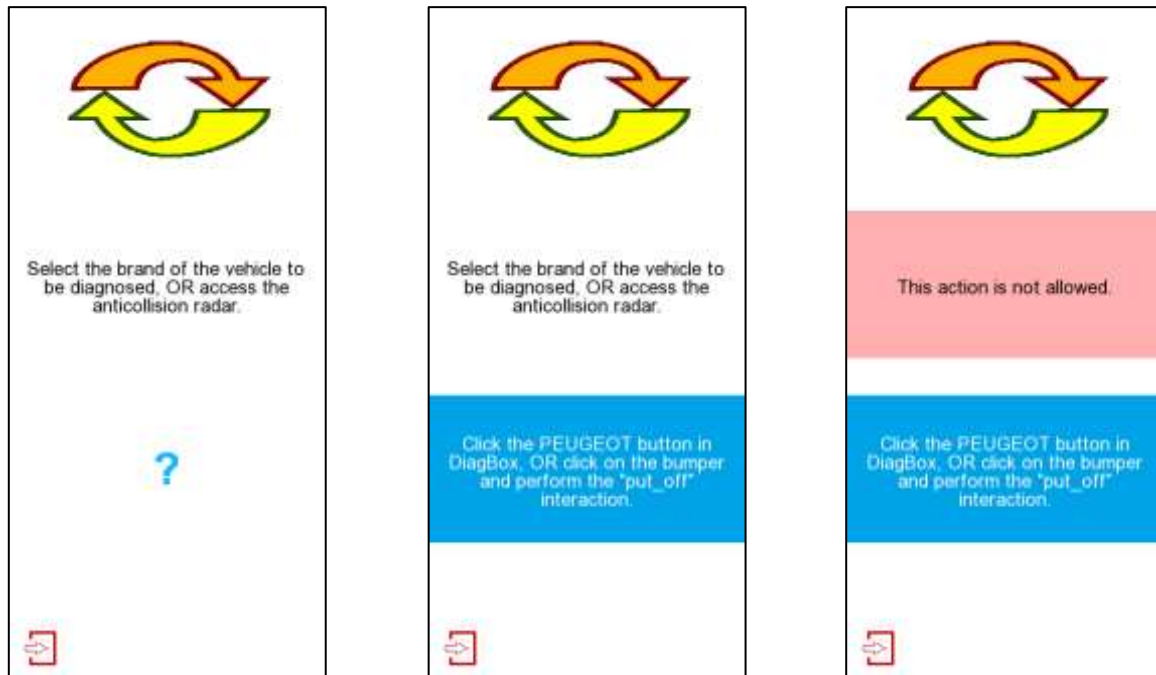 Select the brand of the vehicle to
be diagnosed, OR access the
anticollision radar.
?
Select the brand of the vehicle to
be diagnosed, OR access the
anticollision radar.
Click the PEUGEOT button in
DiagBox, OR click on the bumper
and perform the "put_off"
interaction.
This action is not allowed.
Click the PEUGEOT button in
DiagBox, OR click on the bumper
and perform the "put_off"
interaction.